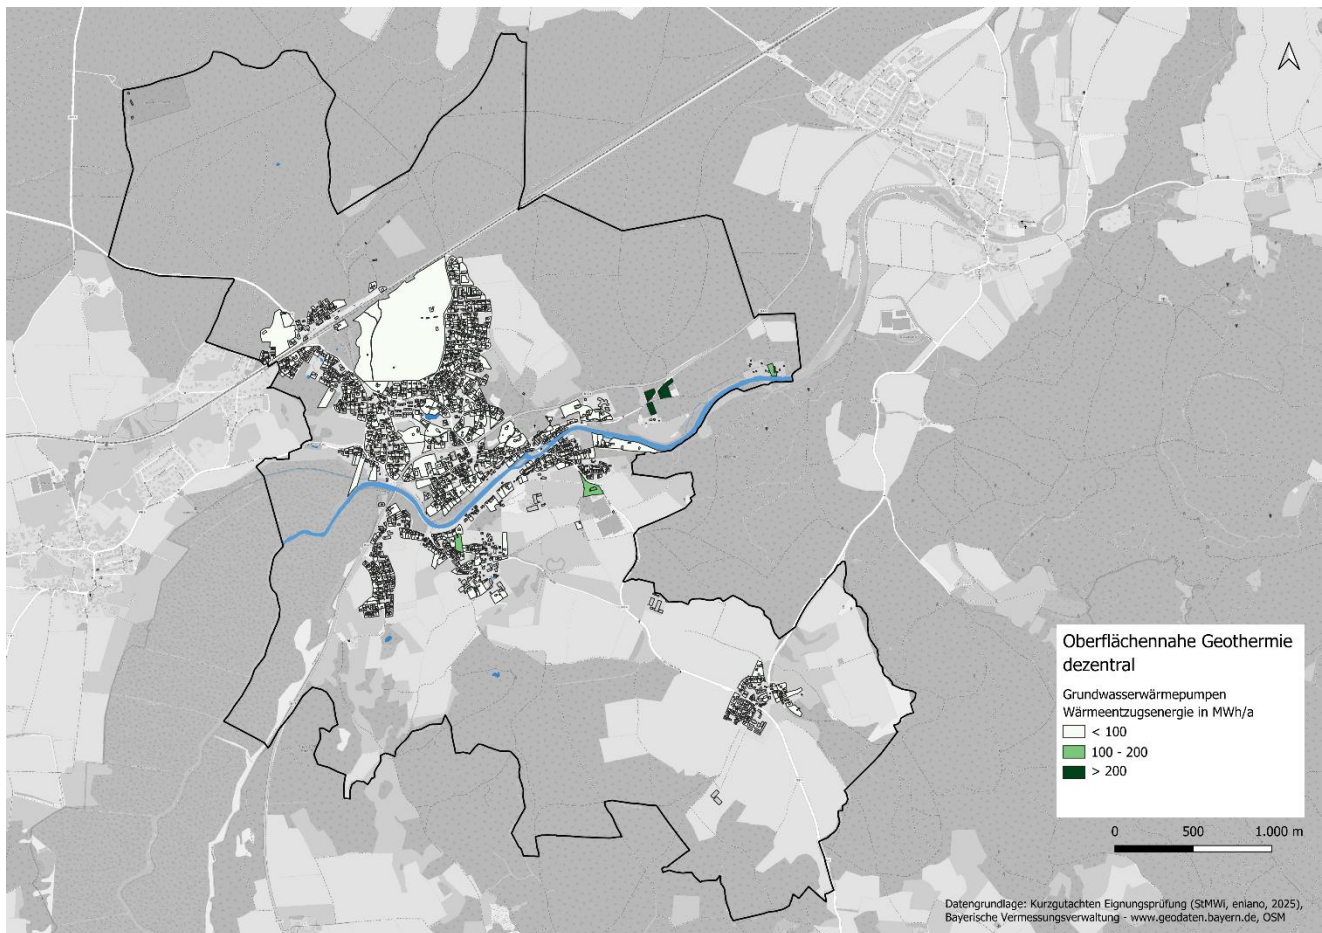 Oberflächennahe Geothermie
dezentral
Grundwasserwärmepumpen
Wärmeentzugsenergie in MWh/a
< 100
100 - 200
> 200
0 500 1.000 m
Datengrundlage: Kurzgutachten Eignungsprüfung (StMWi, eniano, 2025),
Bayerische Vermessungsverwaltung - www.geodaten.bayern.de, OSM